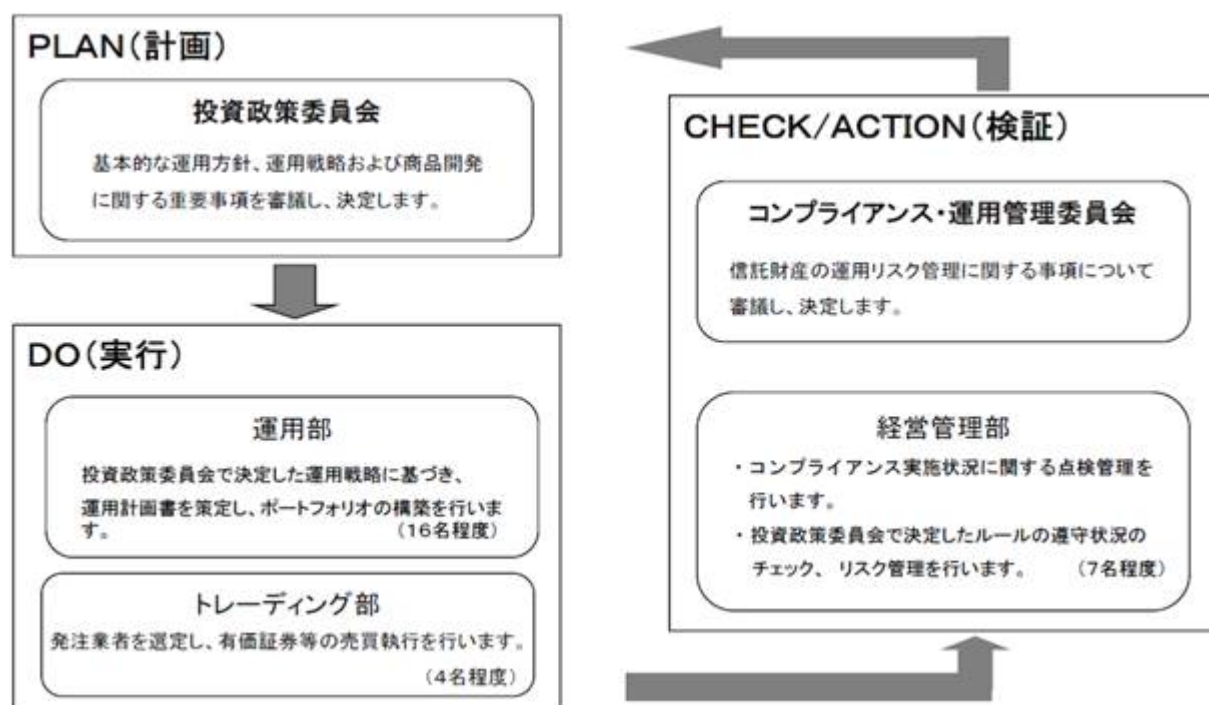 PLAN(計画)
投資政策委員会
基本的な運用方針、運用戦略および商品開発
に関する重要事項を審議し、決定します。
DO(実行)
運用部
投資政策委員会で決定した運用戦略に基づき、
運用計画書を策定し、ポートフォリオの構築を行いま
す。 (16名程度)
トレーディング部
発注業者を選定し、有価証券等の売買執行を行います。
(4名程度)
CHECK/ACTION(検証)
コンプライアンス・運用管理委員会
信託財産の運用リスク管理に関する事項について
審議し、決定します。
経営管理部
・コンプライアンス実施状況に関する点検管理を
行います。
・投資政策委員会で決定したルールの遵守状況の
チェック、 リスク管理を行います。 (7名程度)